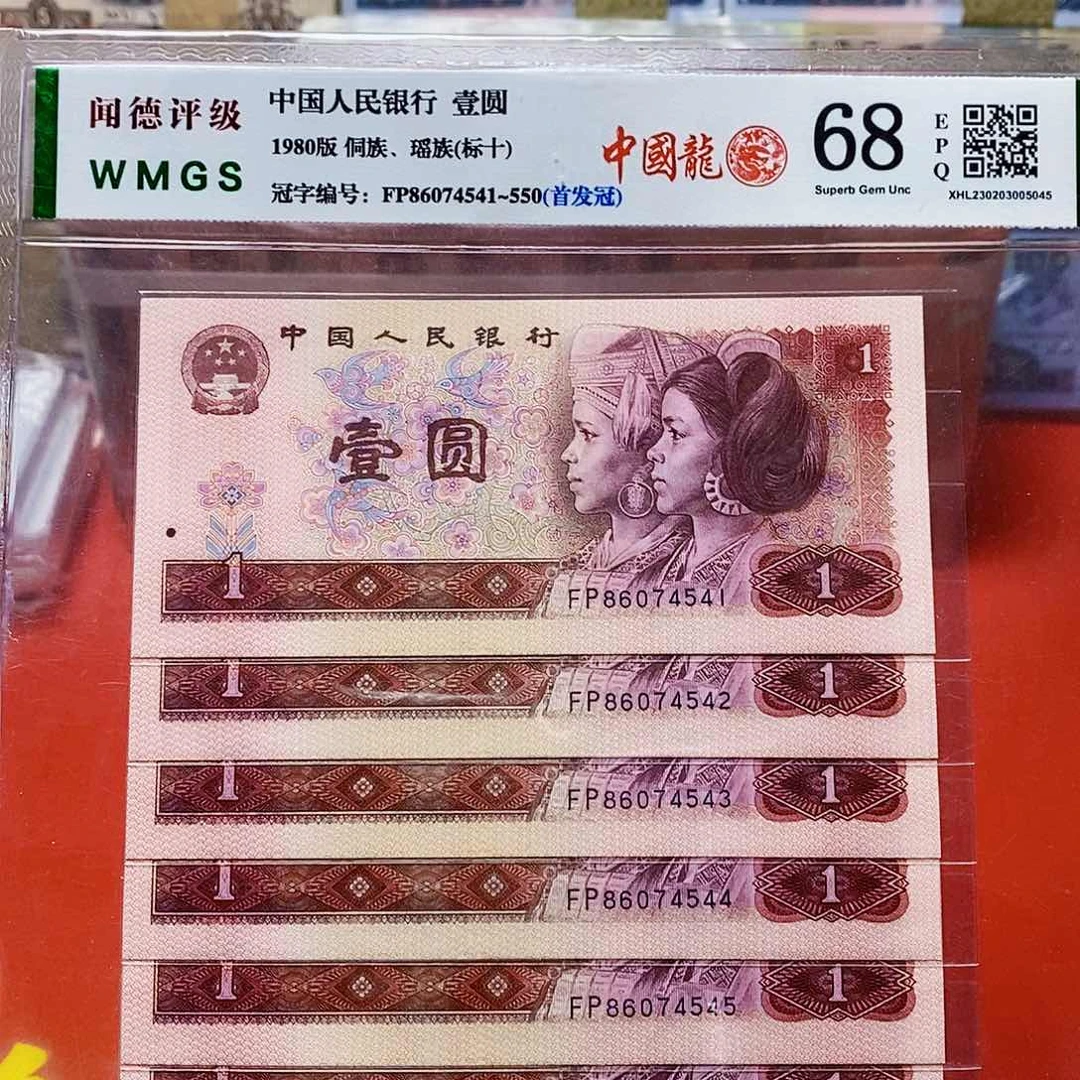 闻德评级
WMGS
中国人民银行 壹圆
1980版 侗族、瑶族(标十)
冠字编号：FP86074541~550(首发冠)
中國龍
68
EPQ
Superb Gem Unc
XHL230203005045
中国人民银行
1
壹圆
1
FP86074541
1
1
FP86074542
1
1
FP86074543
1
1
FP86074544
1
1
FP86074545
1